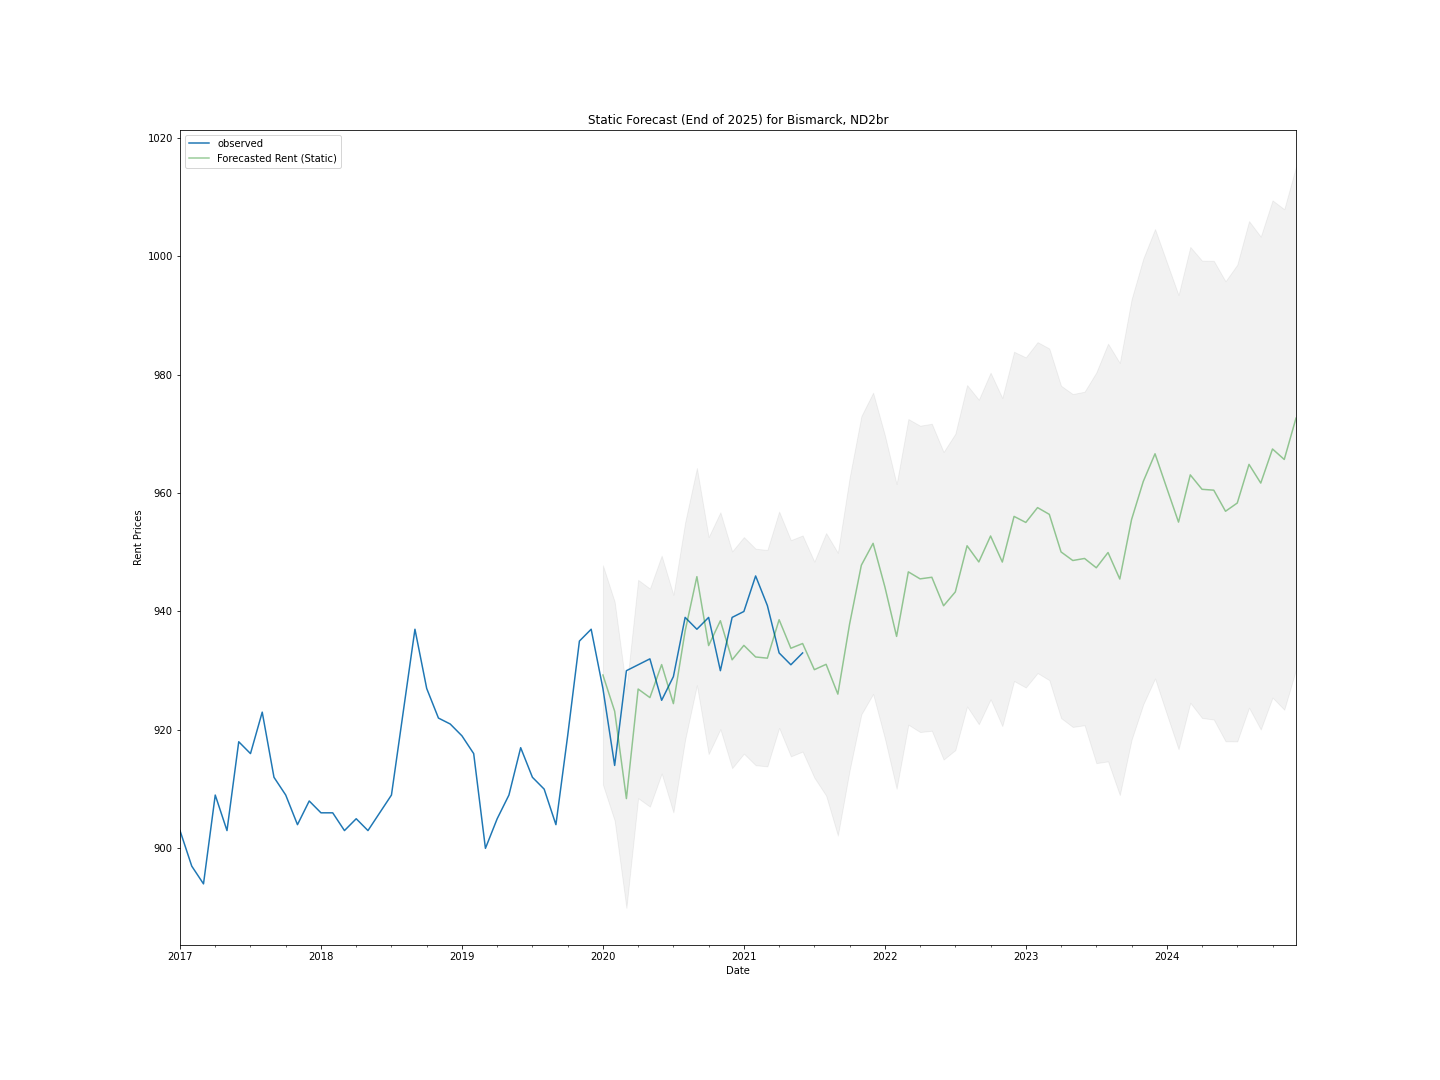 Static Forecast (End of 2025) for Bismarck, ND2br
observed
Forecasted Rent (Static)
1020
1000
980
960
940
920
900
Rent Prices
2017 2018 2019 2020 2021 2022 2023 2024
Date